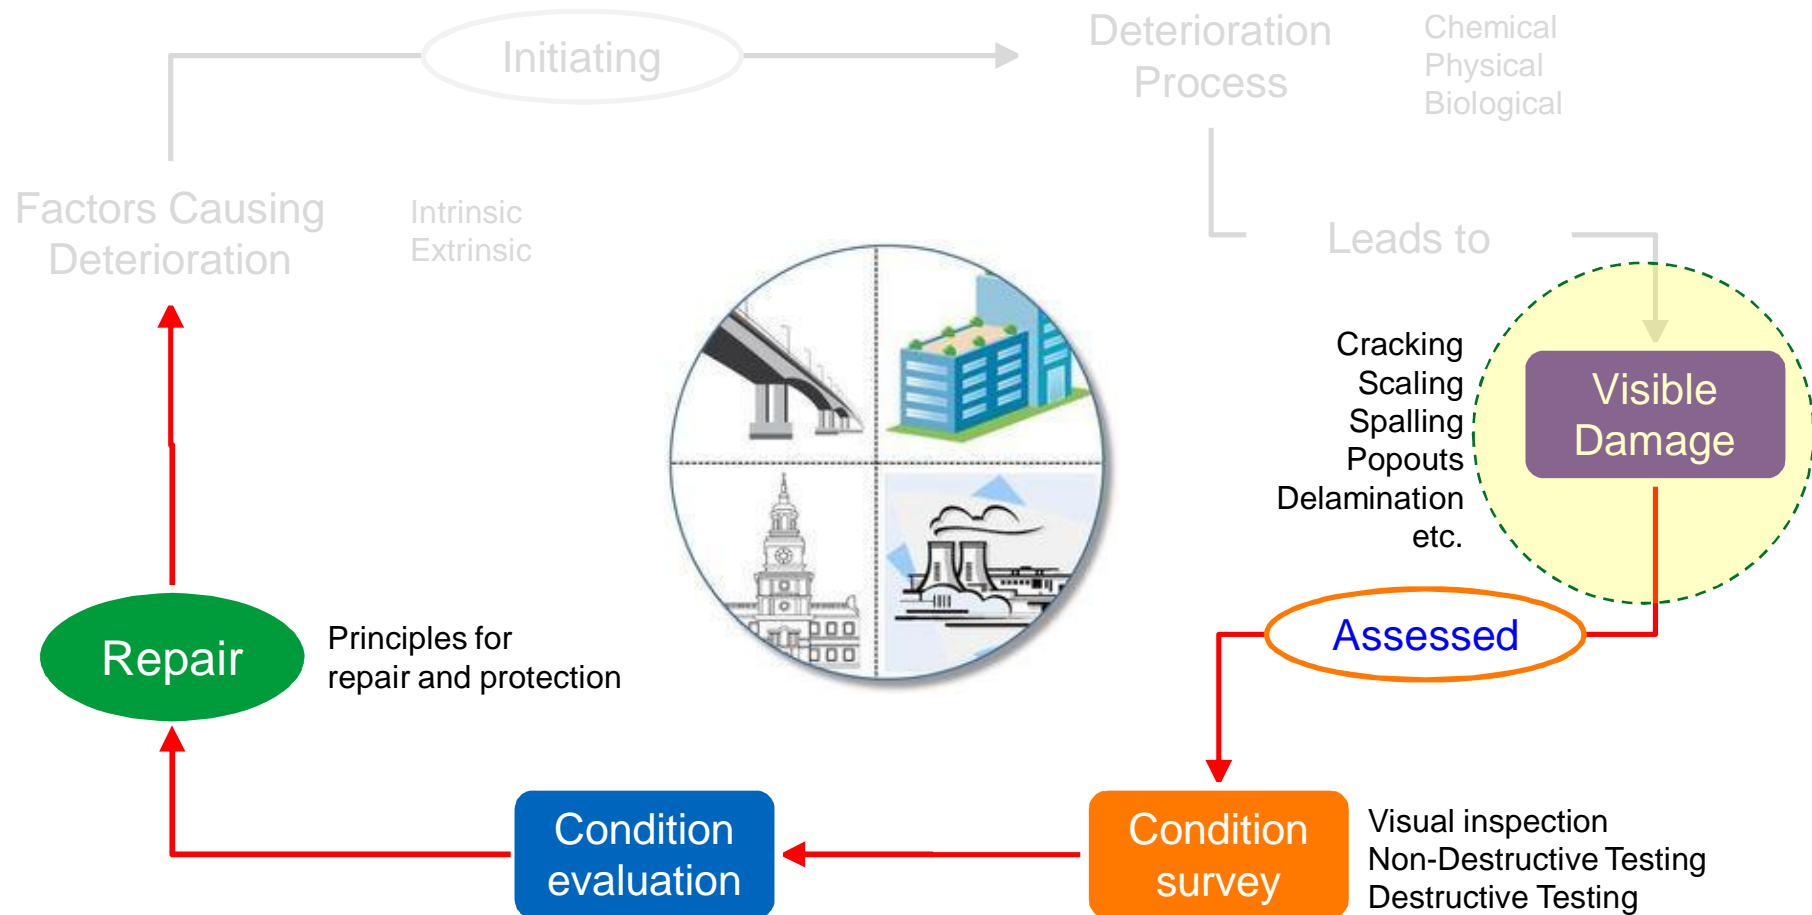 Initiating
Deterioration
Process
Chemical
Physical
Biological
Factors Causing
Deterioration
Intrinsic
Extrinsic
Leads to
Cracking
Scaling
Spalling
Popouts
Delamination
etc.
Visible
Damage
Assessed
Repair
Principles for
repair and protection
Condition
evaluation
Condition
survey
Visual inspection
Non-Destructive Testing
Destructive Testing